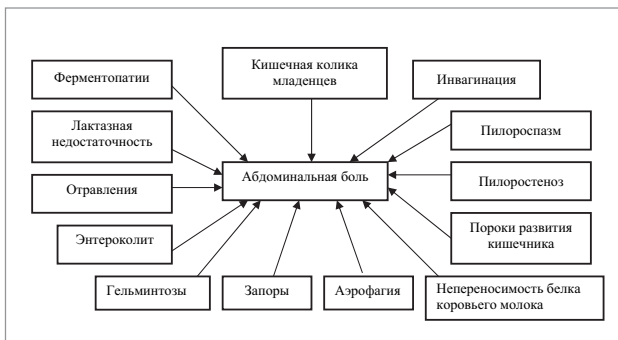 Ферментопатии
Кишечная колика
младенцев
Инвагинация
Лактазная
недостаточность
Пилороспазм
Отравления
Абдоминальная боль
Пилоростеноз
Энтероколит
Пороки развития
кишечника
Гельминтозы
Запоры
Аэрофагия
Непереносимость белка
коровьего молока